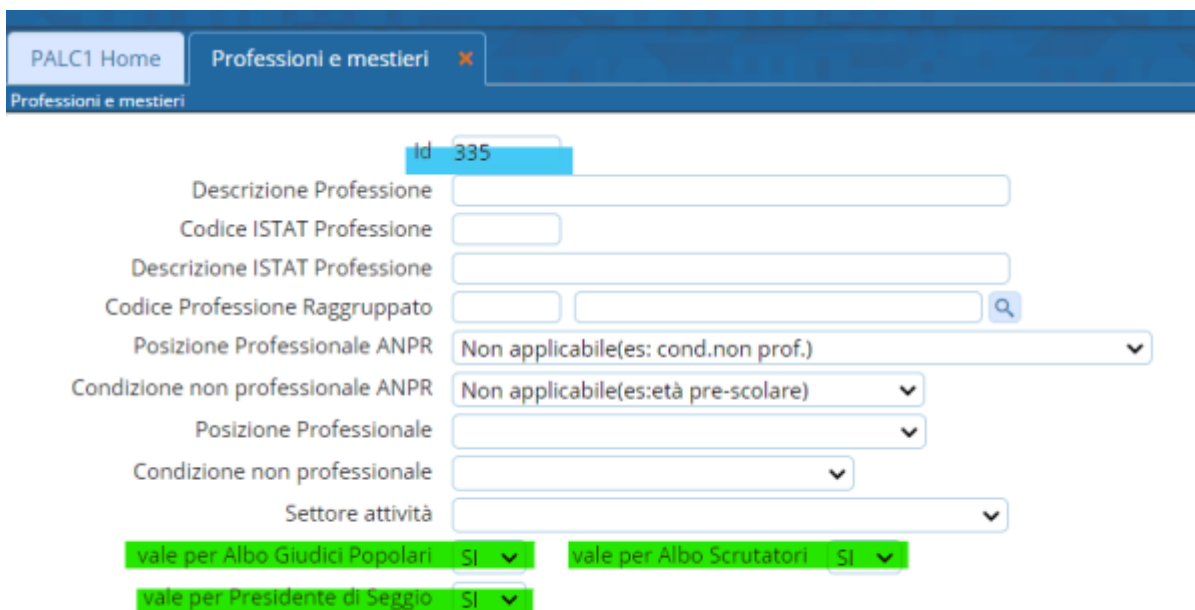 PALC1 Home Professioni e mestieri ×
Professioni e mestieri
Id 335
Descrizione Professione
Codice ISTAT Professione
Descrizione ISTAT Professione
Codice Professione Raggruppato
Posizione Professionale ANPR Non applicabile(es: cond.non prof.)
Condizione non professionale ANPR Non applicabile(es:età pre-scolare)
Posizione Professionale
Condizione non professionale
Settore attività
vale per Albo Giudici Popolari SI vale per Albo Scrutatori SI
vale per Presidente di Seggio SI